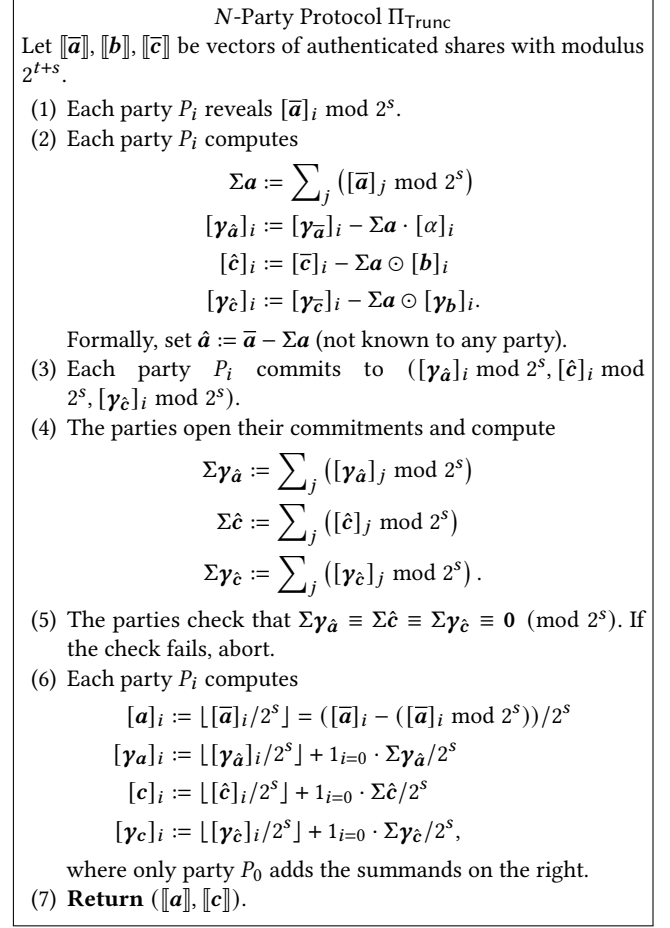 N-Party Protocol Π_Trunc
Let ⟦a̅⟧, ⟦b⟧, ⟦c̅⟧ be vectors of authenticated shares with modulus
2^{t+s}.
(1) Each party P_i reveals [a̅]_i mod 2^s.
(2) Each party P_i computes
Σa := ∑_j ([a̅]_j mod 2^s)
[γ_â]_i := [γ_a̅]_i − Σa · [α]_i
[ĉ]_i := [c̅]_i − Σa ⊙ [b]_i
[γ_ĉ]_i := [γ_c̅]_i − Σa ⊙ [γ_b]_i.
Formally, set â := a̅ − Σa (not known to any party).
(3) Each party P_i commits to ([γ_â]_i mod 2^s, [ĉ]_i mod
2^s, [γ_ĉ]_i mod 2^s).
(4) The parties open their commitments and compute
Σγ_â := ∑_j ([γ_â]_j mod 2^s)
Σĉ := ∑_j ([ĉ]_j mod 2^s)
Σγ_ĉ := ∑_j ([γ_ĉ]_j mod 2^s).
(5) The parties check that Σγ_â ≡ Σĉ ≡ Σγ_ĉ ≡ 0 (mod 2^s). If
the check fails, abort.
(6) Each party P_i computes
[a]_i := ⌊[a̅]_i/2^s⌋ = ([a̅]_i − ([a̅]_i mod 2^s))/2^s
[γ_a]_i := ⌊[γ_â]_i/2^s⌋ + 1_{i=0} · Σγ_â/2^s
[c]_i := ⌊[ĉ]_i/2^s⌋ + 1_{i=0} · Σĉ/2^s
[γ_c]_i := ⌊[γ_ĉ]_i/2^s⌋ + 1_{i=0} · Σγ_ĉ/2^s,
where only party P_0 adds the summands on the right.
(7) Return (⟦a⟧, ⟦c⟧).